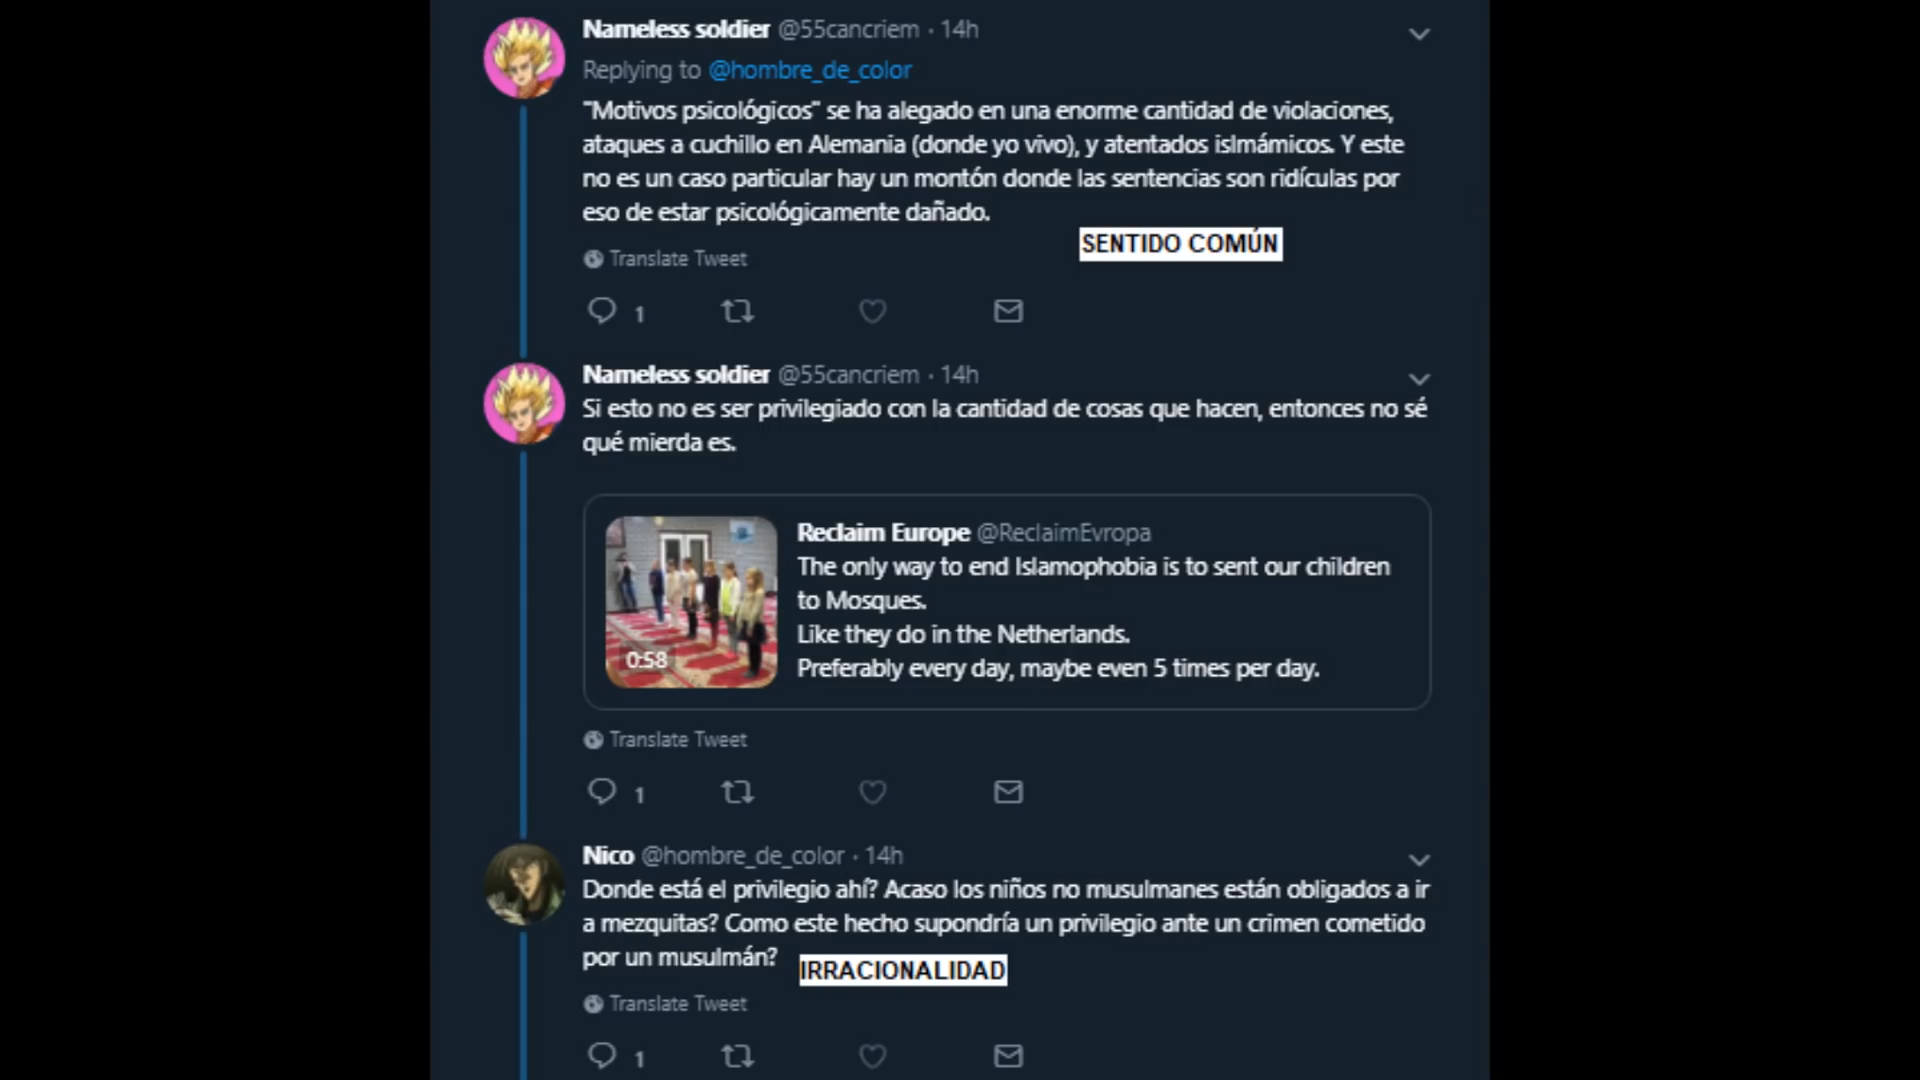 Nameless soldier @55cancriem · 14h
Replying to @hombre_de_color
"Motivos psicológicos" se ha alegado en una enorme cantidad de violaciones,
ataques a cuchillo en Alemania (donde yo vivo), y atentados islmámicos. Y este
no es un caso particular hay un montón donde las sentencias son ridículas por
eso de estar psicológicamente dañado.
SENTIDO COMÚN
Translate Tweet
1
Nameless soldier @55cancriem · 14h
Si esto no es ser privilegiado con la cantidad de cosas que hacen, entonces no sé
qué mierda es.
Reclaim Europe @ReclaimEvropa
The only way to end Islamophobia is to sent our children
to Mosques.
Like they do in the Netherlands.
Preferably every day, maybe even 5 times per day.
0:58
Translate Tweet
1
Nico @hombre_de_color · 14h
Donde está el privilegio ahí? Acaso los niños no musulmanes están obligados a ir
a mezquitas? Como este hecho supondría un privilegio ante un crimen cometido
por un musulmán?
IRRACIONALIDAD
Translate Tweet
1